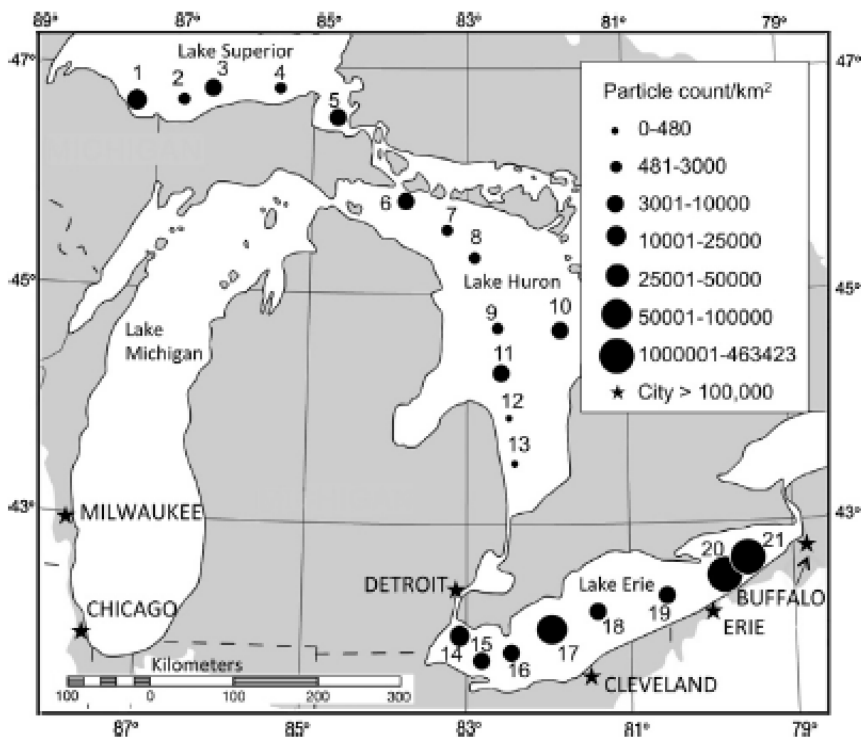 89° 87° 85° 83° 81° 79°
-47° 47°
Lake Superior
1 2 3 4
5
Particle count/km²
0-480
481-3000
3001-10000
10001-25000
25001-50000
50001-100000
1000001-463423
City > 100,000
MICHIGAN
6 7
8
-45° 45°
Lake Huron
Lake
Michigan
9 10
11
12
13
-43° 43°
MILWAUKEE
20 21
DETROIT
Lake Erie
BUFFALO
19
ERIE
CHICAGO
14 15 16 17 18
CLEVELAND
Kilometers
100 0 100 200 300
87° 85° 83° 81° 79°